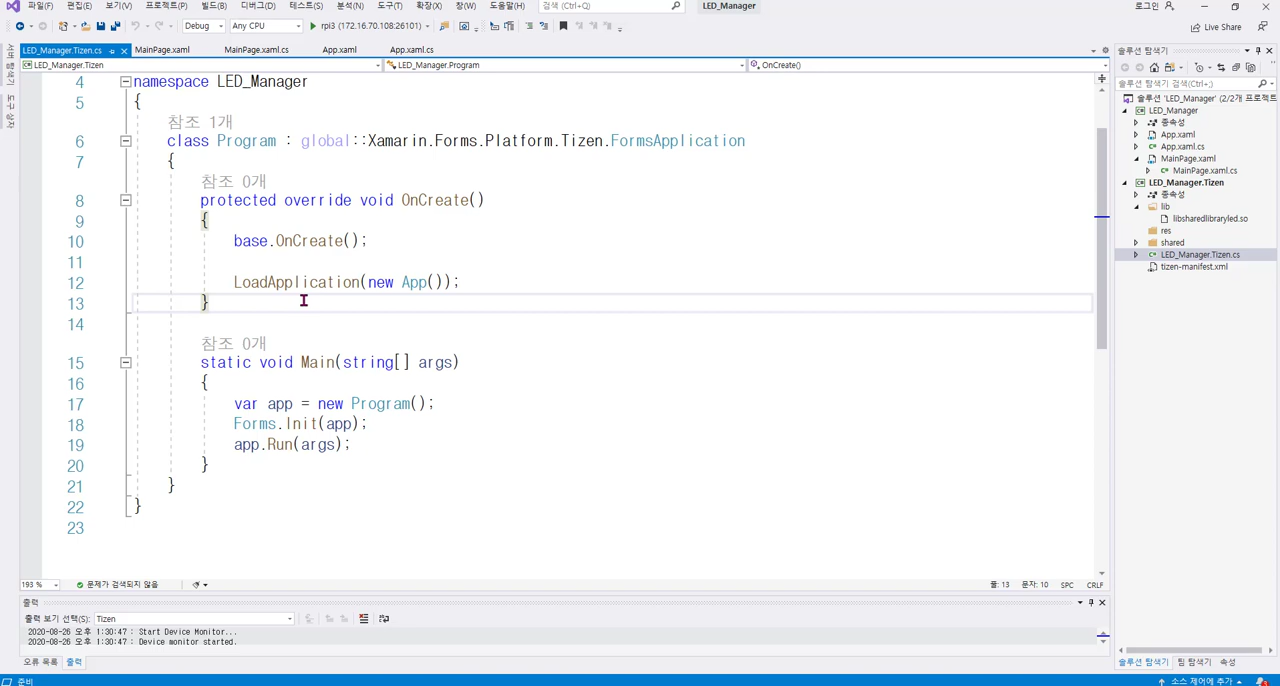 파일(F) 편집(E) 보기(V) 프로젝트(P) 빌드(B) 디버그(D) 테스트(S) 분석(N) 도구(T) 확장(X) 창(W) 도움말(H) 검색 (Ctrl+Q) LED_Manager 로그인
Debug Any CPU rpi3 (172.16.70.108:26101) Live Share
서버 탐색기
도구 상자
LED_Manager.Tizen.cs MainPage.xaml MainPage.xaml.cs App.xaml App.xaml.cs
LED_Manager.Tizen LED_Manager.Program OnCreate()
4 namespace LED_Manager
5 {
참조 1개
6 class Program : global::Xamarin.Forms.Platform.Tizen.FormsApplication
7 {
참조 0개
8 protected override void OnCreate()
9 {
10 base.OnCreate();
11
12 LoadApplication(new App());
13 }
14
참조 0개
15 static void Main(string[] args)
16 {
17 var app = new Program();
18 Forms.Init(app);
19 app.Run(args);
20 }
21 }
22 }
23
193 % 문제가 검색되지 않음 줄: 13 문자: 10 SPC CRLF
출력
출력 보기 선택(S): Tizen
2020-08-26 오후 1:30:47 : Start Device Monitor...
2020-08-26 오후 1:30:47 : Device monitor started.
오류 목록 출력
준비 소스 제어에 추가
솔루션 탐색기
솔루션 탐색기 검색(Ctrl+;)
솔루션 'LED_Manager' (2/2개 프로젝트
LED_Manager
종속성
App.xaml
App.xaml.cs
MainPage.xaml
MainPage.xaml.cs
LED_Manager.Tizen
종속성
lib
libsharedlibraryled.so
res
shared
LED_Manager.Tizen.cs
tizen-manifest.xml
솔루션 탐색기 팀 탐색기 속성